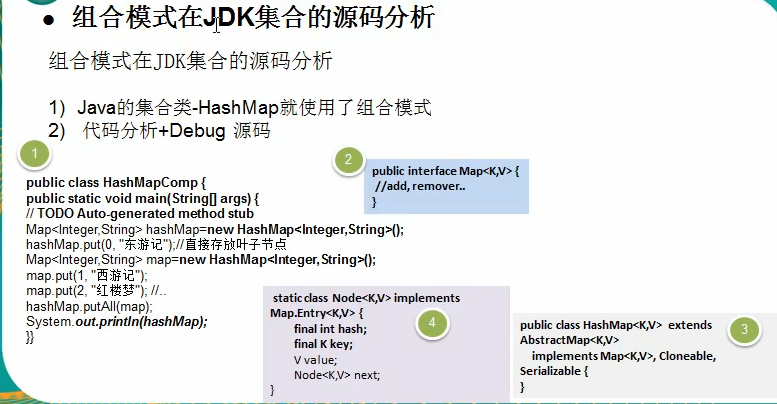 ● 组合模式在JDK集合的源码分析
组合模式在JDK集合的源码分析
1) Java的集合类-HashMap就使用了组合模式
2) 代码分析+Debug 源码
1
public class HashMapComp {
public static void main(String[] args) {
// TODO Auto-generated method stub
Map<Integer,String> hashMap=new HashMap<Integer,String>();
hashMap.put(0, "东游记");//直接存放叶子节点
Map<Integer,String> map=new HashMap<Integer,String>();
map.put(1, "西游记");
map.put(2, "红楼梦"); //..
hashMap.putAll(map);
System.out.println(hashMap);
}}
2
public interface Map<K,V> {
//add, remover..
}
4
static class Node<K,V> implements
Map.Entry<K,V> {
final int hash;
final K key;
V value;
Node<K,V> next;
}
3
public class HashMap<K,V> extends
AbstractMap<K,V>
implements Map<K,V>, Cloneable,
Serializable {
}